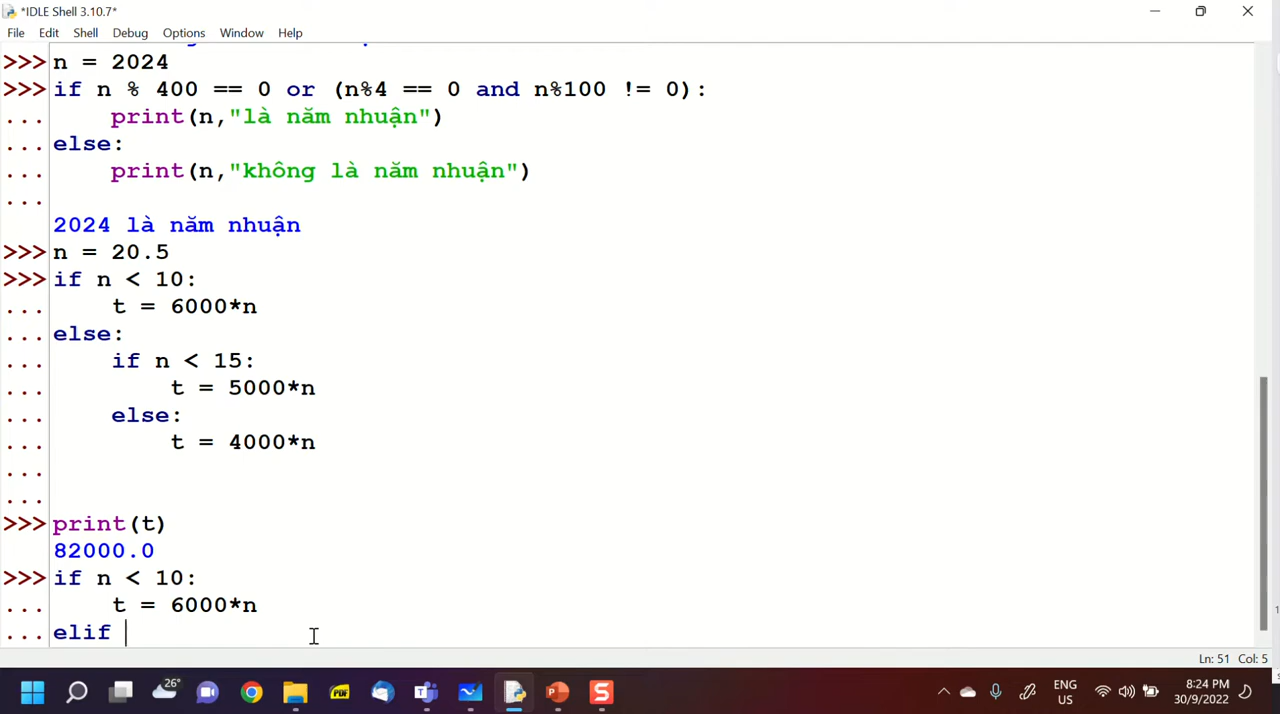 *IDLE Shell 3.10.7*
File Edit Shell Debug Options Window Help
>>> n = 2024
>>> if n % 400 == 0 or (n%4 == 0 and n%100 != 0):
... print(n,"là năm nhuận")
... else:
... print(n,"không là năm nhuận")
...
2024 là năm nhuận
>>> n = 20.5
>>> if n < 10:
... t = 6000*n
... else:
... if n < 15:
... t = 5000*n
... else:
... t = 4000*n
...
...
>>> print(t)
82000.0
>>> if n < 10:
... t = 6000*n
... elif
Ln: 51 Col: 5
26°
PDF
ENG
US
8:24 PM
30/9/2022